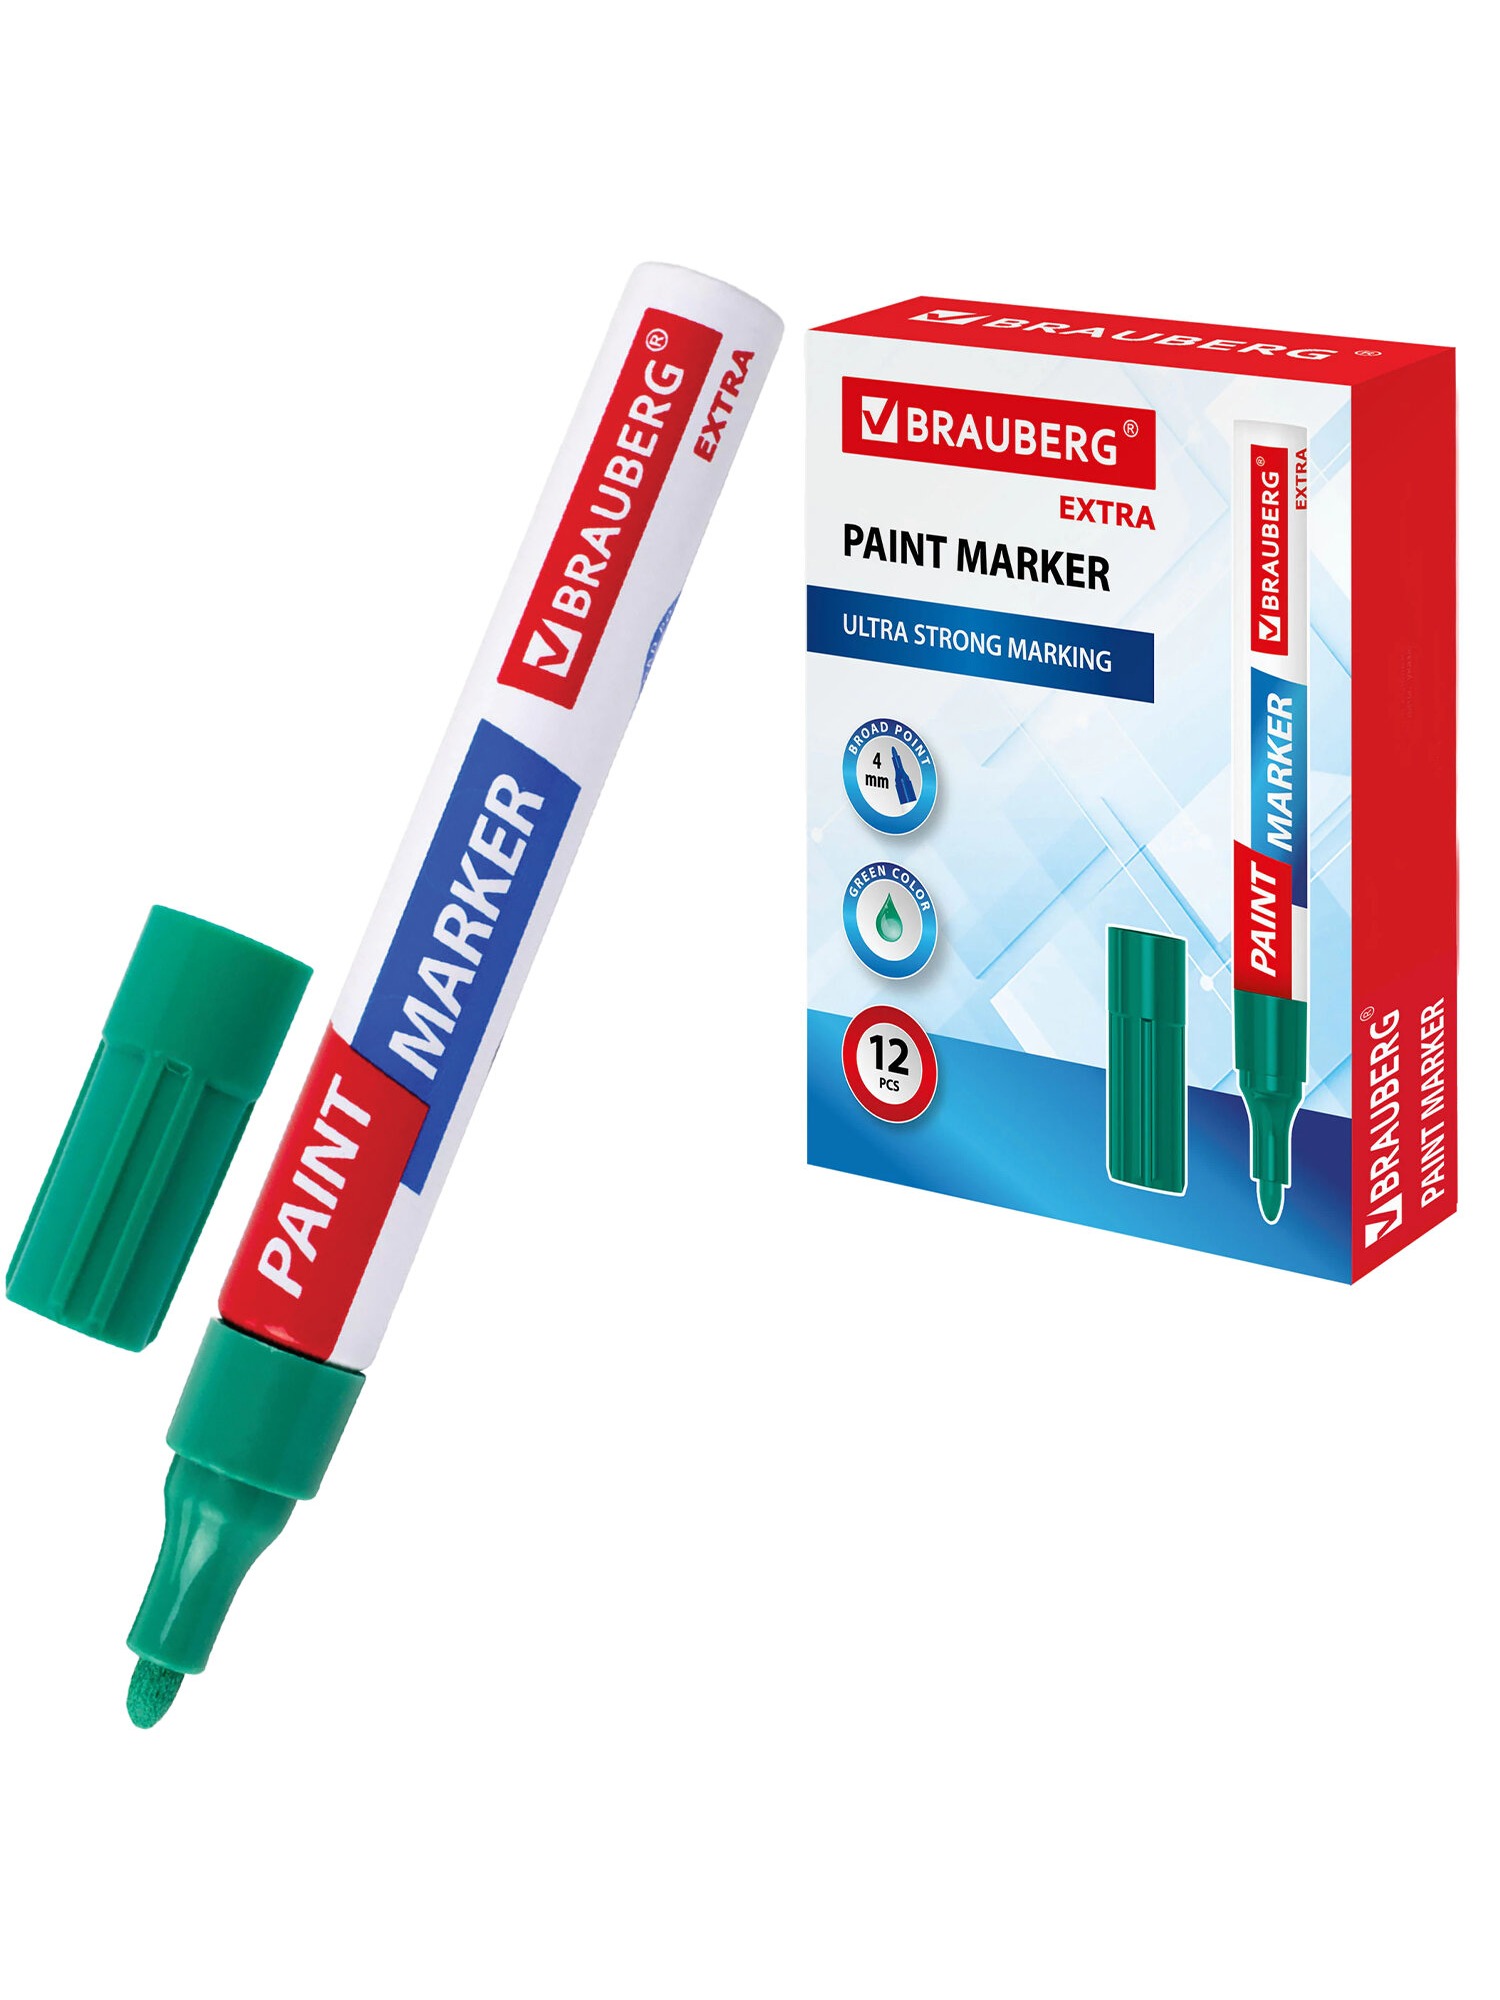 BRAUBERG®
EXTRA
PAINT
MARKER
BRAUBERG ®
BRAUBERG®
EXTRA
PAINT MARKER
ULTRA STRONG MARKING
BROAD POINT
4
mm
GREEN COLOR
12
PCS
BRAUBERG®
EXTRA
PAINT
MARKER
BRAUBERG®
PAINT MARKER